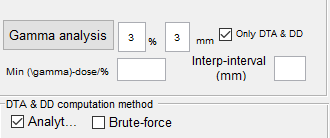 Gamma analysis 3 % 3 mm Only DTA & DD
Min (\gamma)-dose/% Interp-interval
(mm)
DTA & DD computation method
Analyt... Brute-force